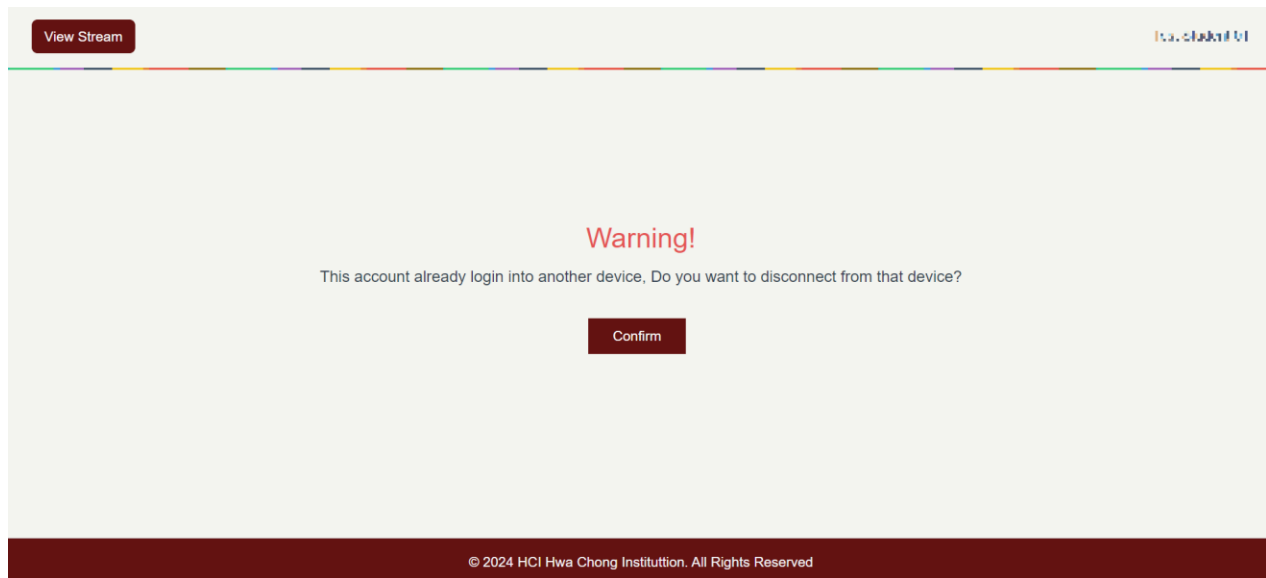 View Stream
Warning!
This account already login into another device, Do you want to disconnect from that device?
Confirm
© 2024 HCI Hwa Chong Instituttion. All Rights Reserved